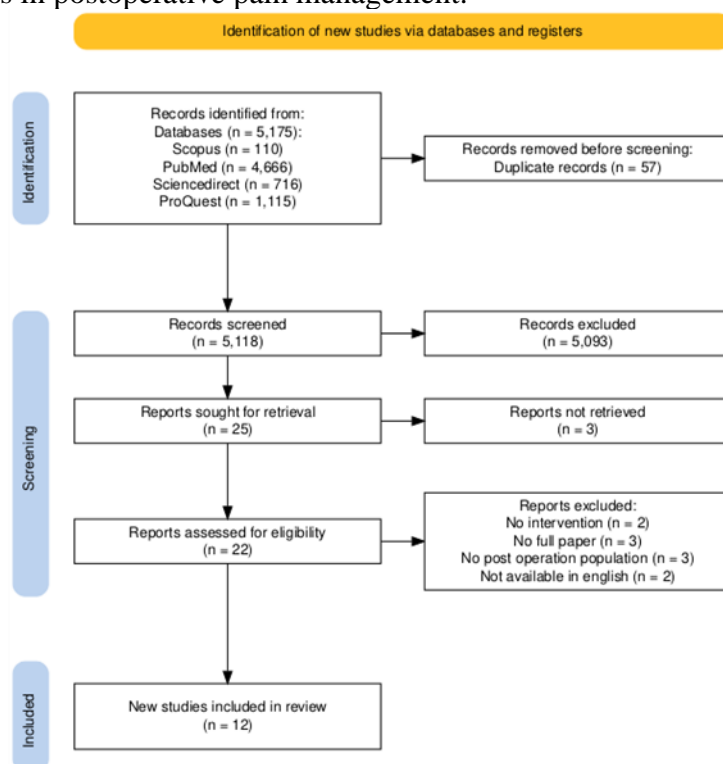 s in postoperative pain management.
Identification of new studies via databases and registers
Identification
Records identified from:
Databases (n = 5,175):
Scopus (n = 110)
PubMed (n = 4,666)
Sciencedirect (n = 716)
ProQuest (n = 1,115)
Records removed before screening:
Duplicate records (n = 57)
Screening
Records screened
(n = 5,118)
Records excluded
(n = 5,093)
Reports sought for retrieval
(n = 25)
Reports not retrieved
(n = 3)
Reports assessed for eligibility
(n = 22)
Reports excluded:
No intervention (n = 2)
No full paper (n = 3)
No post operation population (n = 3)
Not available in english (n = 2)
Included
New studies included in review
(n = 12)